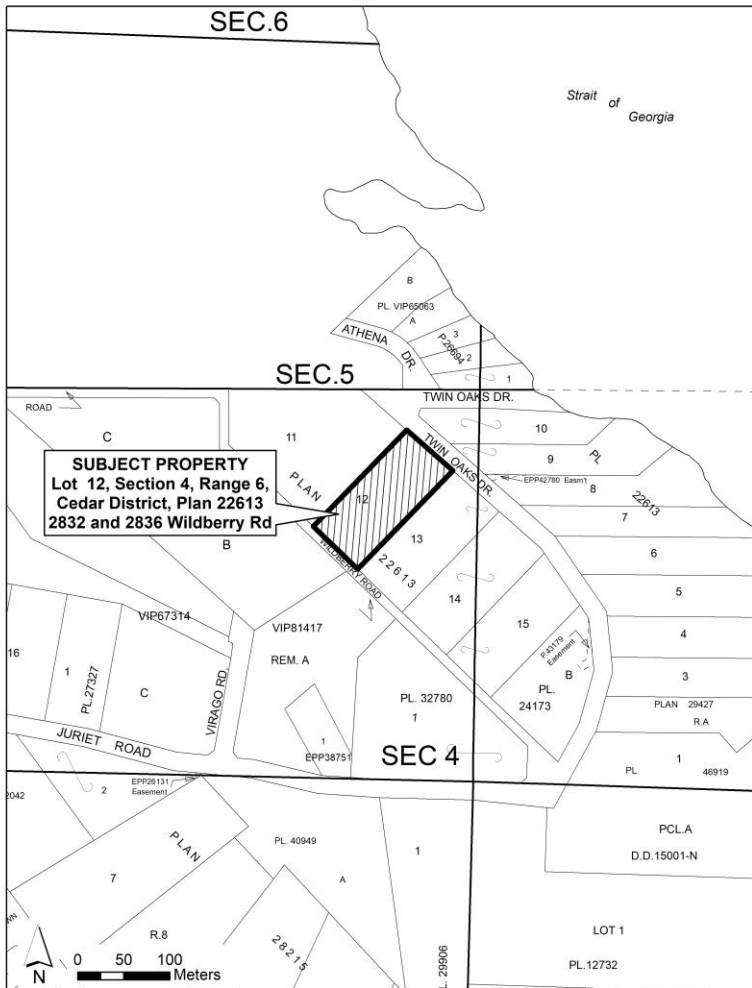 SEC.6
Strait of
Georgia
B
PL. VIP65063
A
ATHENA DR.
3
P.26694
2
1
SEC.5
TWIN OAKS DR.
ROAD
C
11
10
TWIN OAKS DR.
9
PL
EPP42780 Easm't
8
22613
7
SUBJECT PROPERTY
Lot 12, Section 4, Range 6,
Cedar District, Plan 22613
2832 and 2836 Wildberry Rd
PLAN
12
13
22613
WILDBERRY ROAD
B
6
5
14
15
4
VIP67314
VIP81417
P.43179
Easement
B
16
1
PL.27327
C
REM. A
VIRAGO RD.
PL. 32780
1
PL.
24173
3
PLAN 29427
R.A
1
EPP38751
JURIET ROAD
SEC 4
1
PL. 46919
EPP26131
Easement
2
2042
PLAN
PL. 40949
1
PCL.A
D.D.15001-N
7
A
R.8
28215
LOT 1
PL.12732
L. 29906
WN
N
0 50 100
Meters